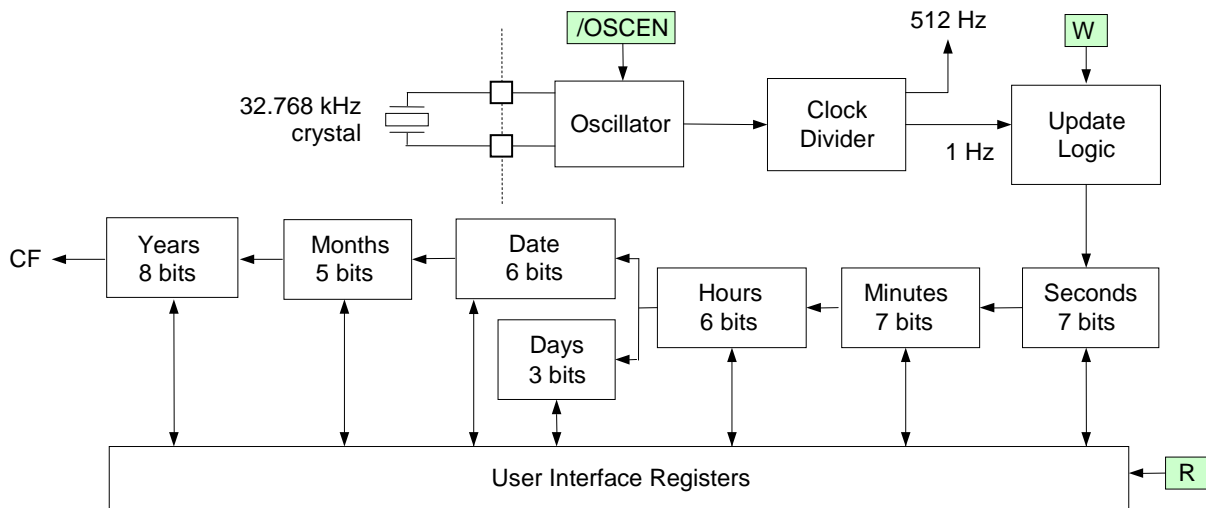 /OSCEN
512 Hz
W
32.768 kHz
crystal
Oscillator
Clock
Divider
1 Hz
Update
Logic
CF
Years
8 bits
Months
5 bits
Date
6 bits
Days
3 bits
Hours
6 bits
Minutes
7 bits
Seconds
7 bits
User Interface Registers
R